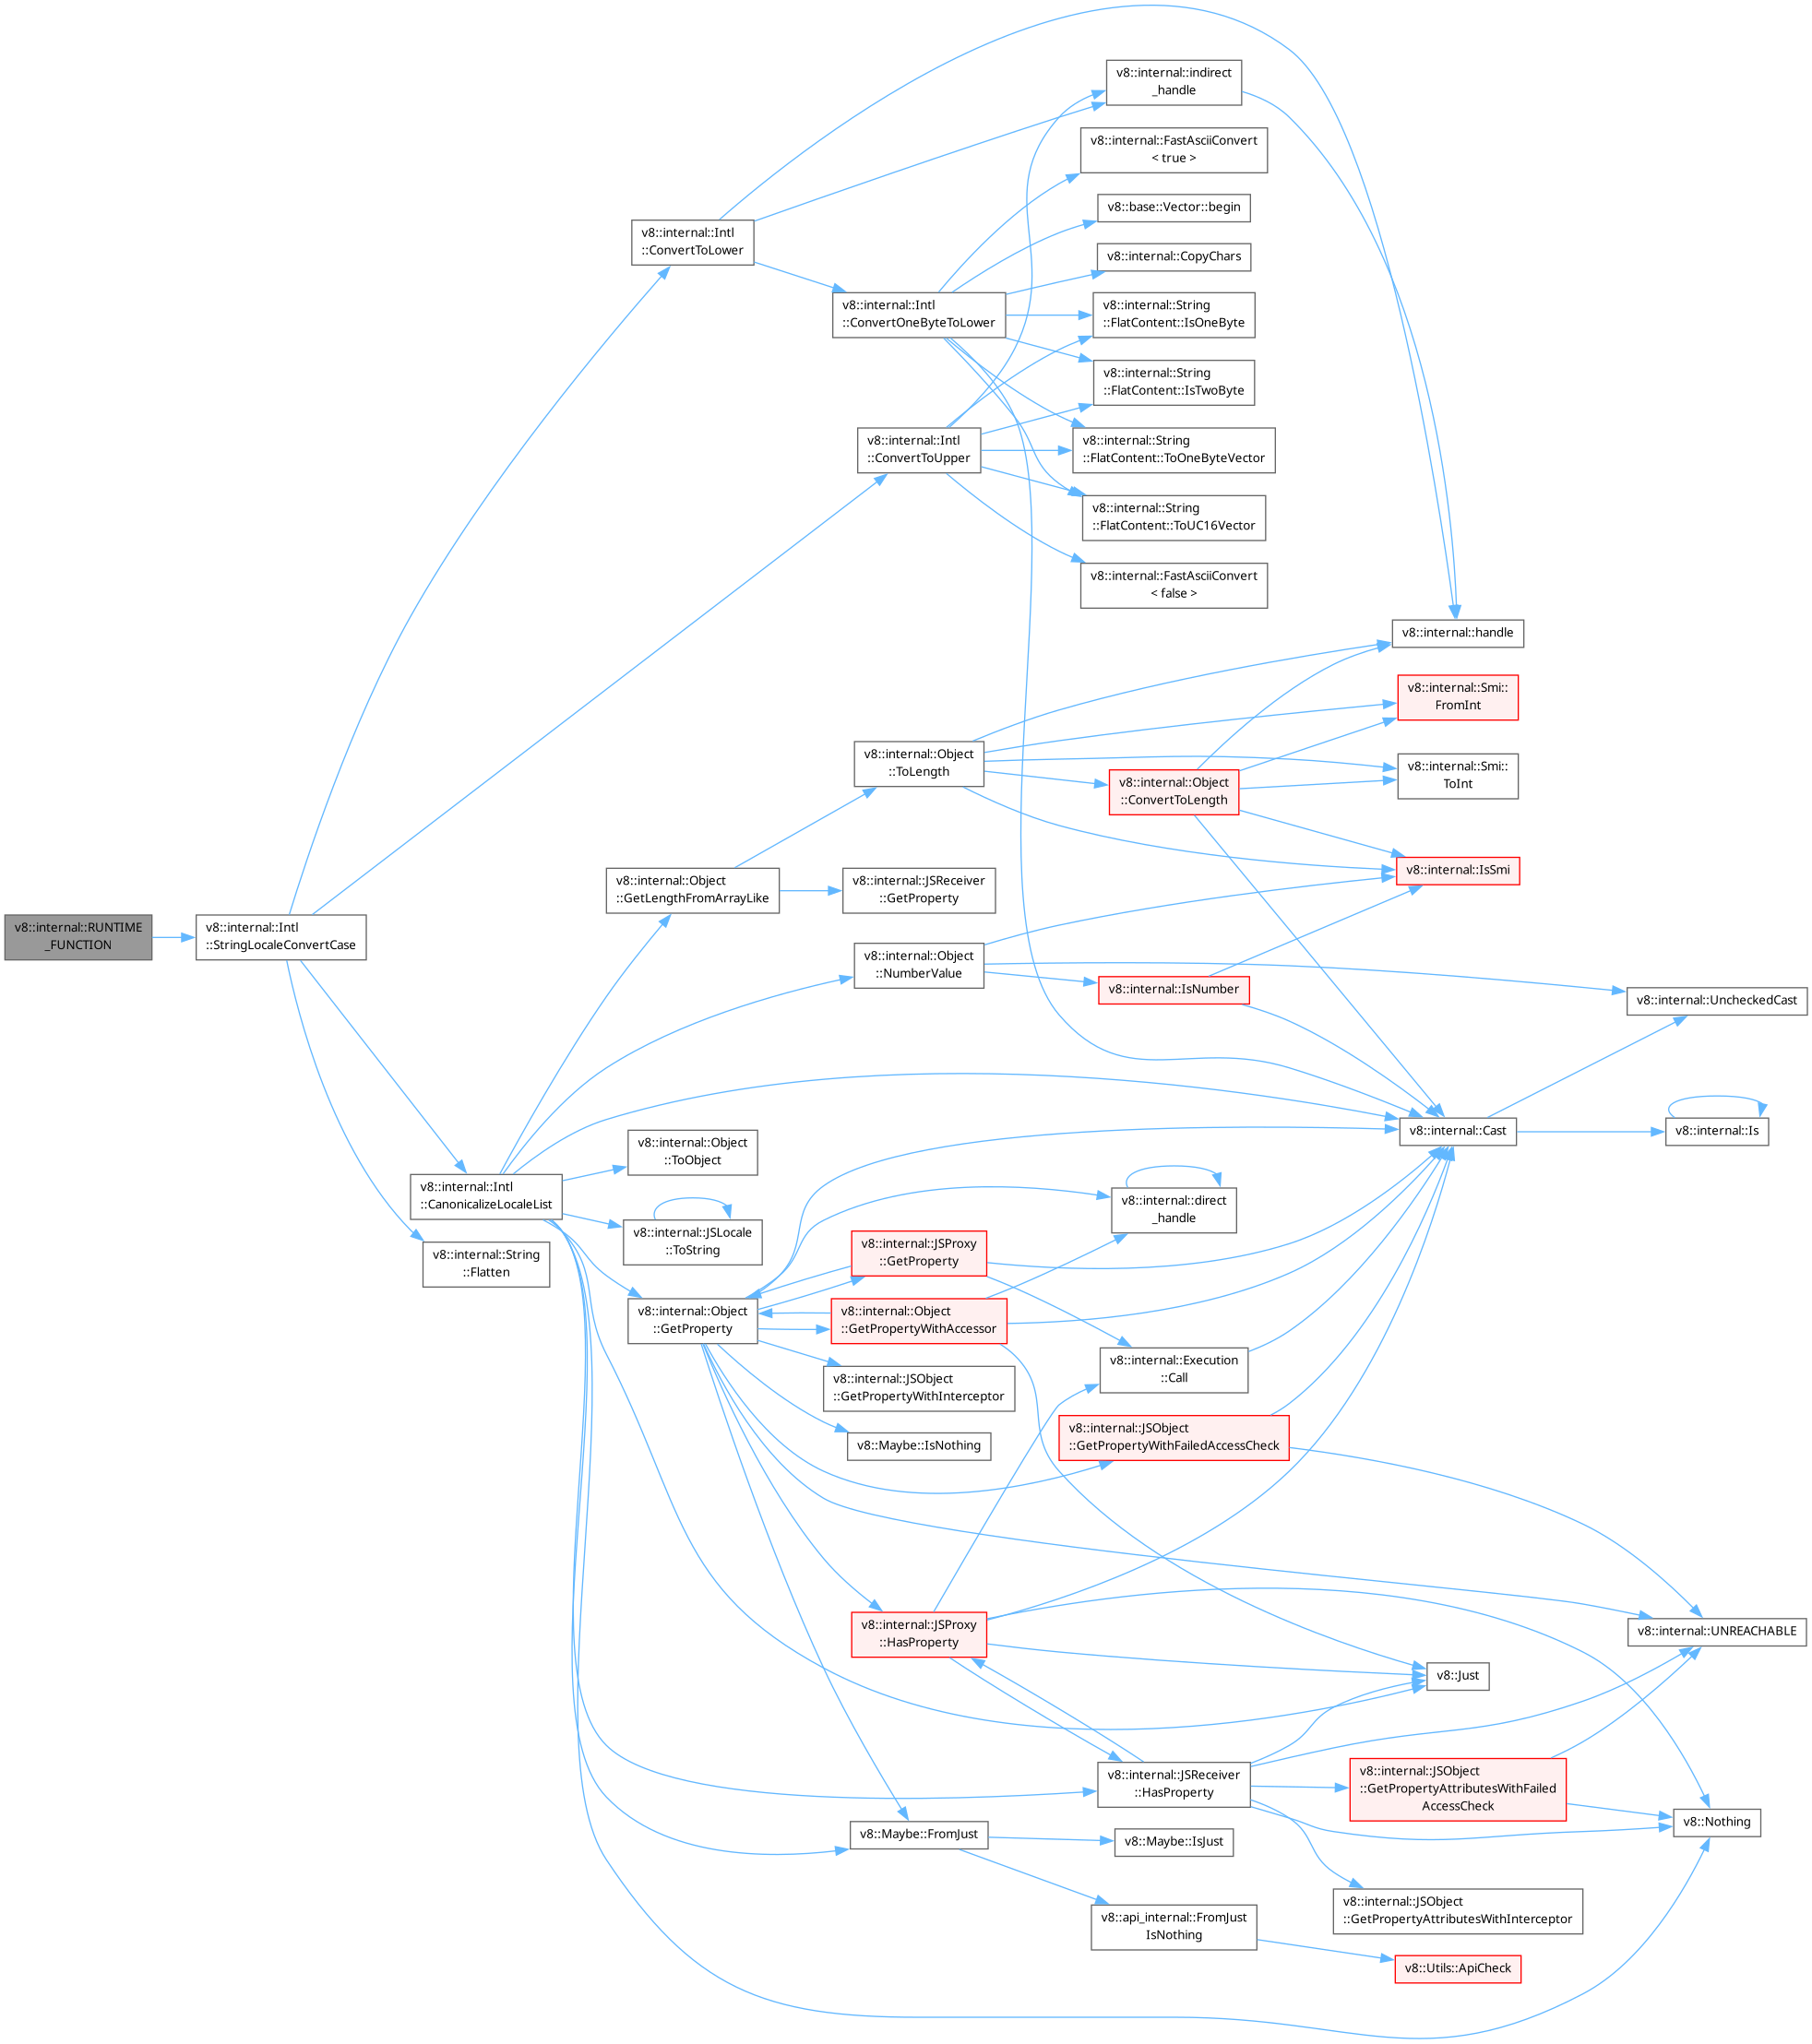 v8::internal::RUNTIME
_FUNCTION
v8::internal::Intl
::StringLocaleConvertCase
v8::internal::Intl
::ConvertToLower
v8::internal::indirect
_handle
v8::internal::FastAsciiConvert
< true >
v8::base::Vector::begin
v8::internal::CopyChars
v8::internal::Intl
::ConvertOneByteToLower
v8::internal::String
::FlatContent::IsOneByte
v8::internal::String
::FlatContent::IsTwoByte
v8::internal::Intl
::ConvertToUpper
v8::internal::String
::FlatContent::ToOneByteVector
v8::internal::String
::FlatContent::ToUC16Vector
v8::internal::FastAsciiConvert
< false >
v8::internal::handle
v8::internal::Smi::
FromInt
v8::internal::Object
::ToLength
v8::internal::Object
::ConvertToLength
v8::internal::Smi::
ToInt
v8::internal::IsSmi
v8::internal::Object
::GetLengthFromArrayLike
v8::internal::JSReceiver
::GetProperty
v8::internal::Object
::NumberValue
v8::internal::IsNumber
v8::internal::UncheckedCast
v8::internal::Cast
v8::internal::Is
v8::internal::Object
::ToObject
v8::internal::Intl
::CanonicalizeLocaleList
v8::internal::JSLocale
::ToString
v8::internal::direct
_handle
v8::internal::String
::Flatten
v8::internal::JSProxy
::GetProperty
v8::internal::Object
::GetProperty
v8::internal::Object
::GetPropertyWithAccessor
v8::internal::Execution
::Call
v8::internal::JSObject
::GetPropertyWithInterceptor
v8::Maybe::IsNothing
v8::internal::JSObject
::GetPropertyWithFailedAccessCheck
v8::internal::JSProxy
::HasProperty
v8::internal::UNREACHABLE
v8::Just
v8::internal::JSReceiver
::HasProperty
v8::internal::JSObject
::GetPropertyAttributesWithFailed
AccessCheck
v8::Nothing
v8::Maybe::FromJust
v8::Maybe::IsJust
v8::internal::JSObject
::GetPropertyAttributesWithInterceptor
v8::api_internal::FromJust
IsNothing
v8::Utils::ApiCheck